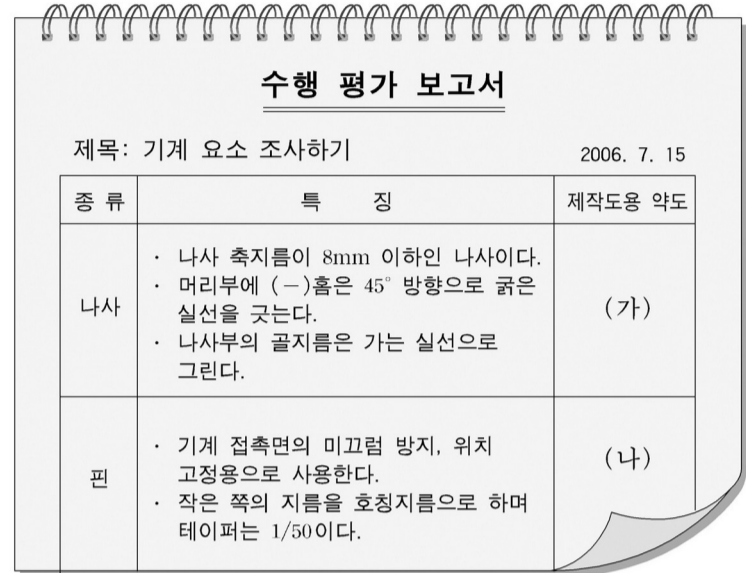 수행 평가 보고서
제목: 기계 요소 조사하기
2006. 7. 15
종 류
특 징
제작도용 약도
나사
· 나사 축지름이 8mm 이하인 나사이다.
· 머리부에 (-)홈은 45° 방향으로 굵은
실선을 긋는다.
· 나사부의 골지름은 가는 실선으로
그린다.
(가)
핀
· 기계 접촉면의 미끄럼 방지, 위치
고정용으로 사용한다.
· 작은 쪽의 지름을 호칭지름으로 하며
테이퍼는 1/50이다.
(나)